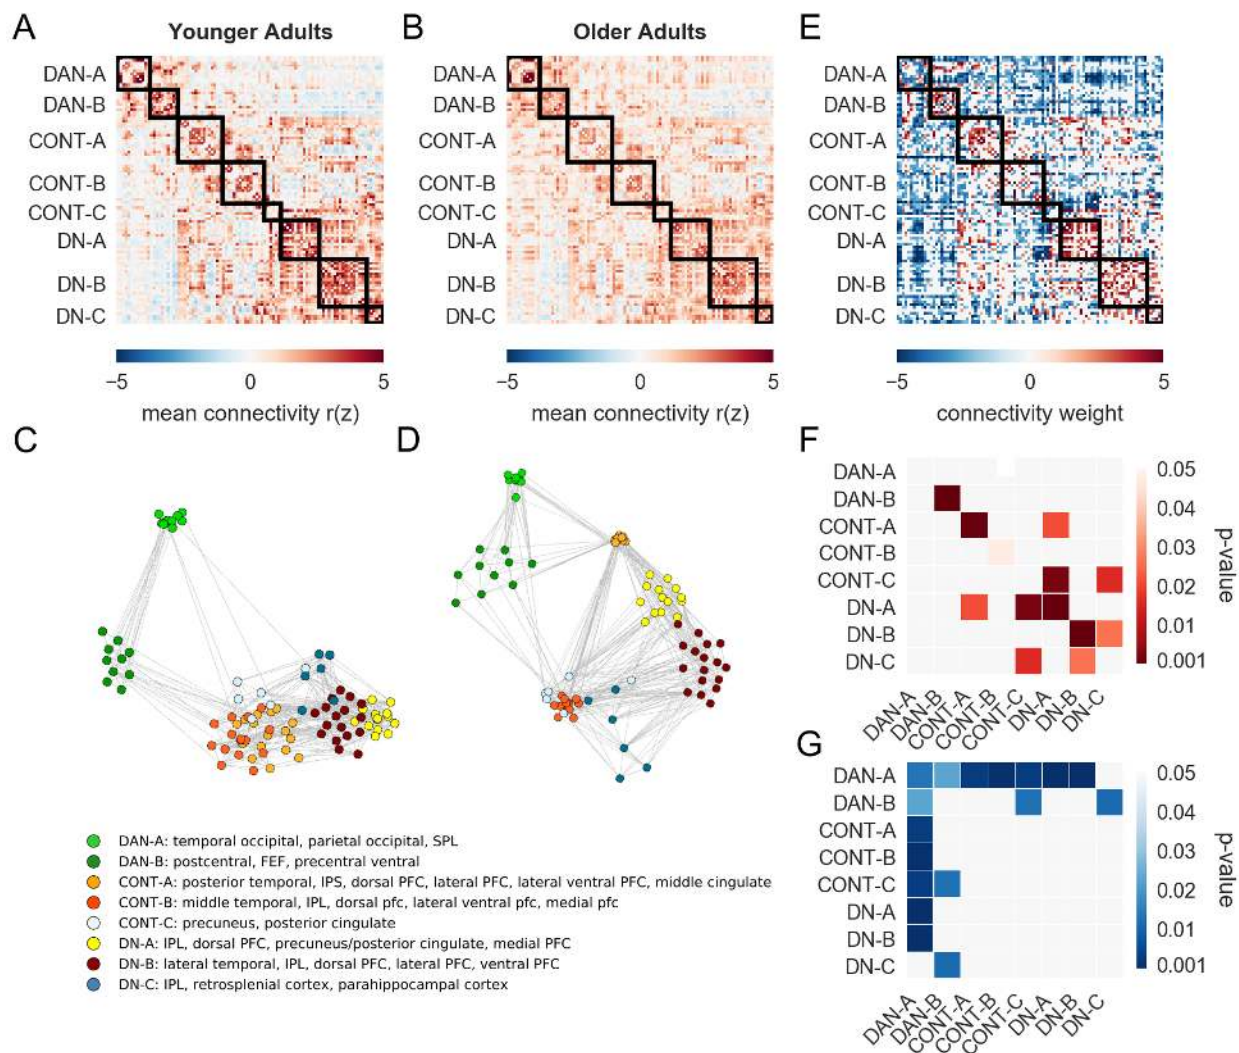 A
Younger Adults
DAN-A
DAN-B
CONT-A
CONT-B
CONT-C
DN-A
DN-B
DN-C
−5
0
5
mean connectivity r(z)
B
Older Adults
DAN-A
DAN-B
CONT-A
CONT-B
CONT-C
DN-A
DN-B
DN-C
−5
0
5
mean connectivity r(z)
E
DAN-A
DAN-B
CONT-A
CONT-B
CONT-C
DN-A
DN-B
DN-C
−5
0
5
connectivity weight
C
D
DAN-A: temporal occipital, parietal occipital, SPL
DAN-B: postcentral, FEF, precentral ventral
CONT-A: posterior temporal, IPS, dorsal PFC, lateral PFC, lateral ventral PFC, middle cingulate
CONT-B: middle temporal, IPL, dorsal pfc, lateral ventral pfc, medial pfc
CONT-C: precuneus, posterior cingulate
DN-A: IPL, dorsal PFC, precuneus/posterior cingulate, medial PFC
DN-B: lateral temporal, IPL, dorsal PFC, lateral PFC, ventral PFC
DN-C: IPL, retrosplenial cortex, parahippocampal cortex
F
DAN-A
DAN-B
CONT-A
CONT-B
CONT-C
DN-A
DN-B
DN-C
DAN-A
DAN-B
CONT-A
CONT-B
CONT-C
DN-A
DN-B
DN-C
0.05
0.04
0.03
0.02
0.01
0.001
p-value
G
DAN-A
DAN-B
CONT-A
CONT-B
CONT-C
DN-A
DN-B
DN-C
DAN-A
DAN-B
CONT-A
CONT-B
CONT-C
DN-A
DN-B
DN-C
0.05
0.04
0.03
0.02
0.01
0.001
p-value